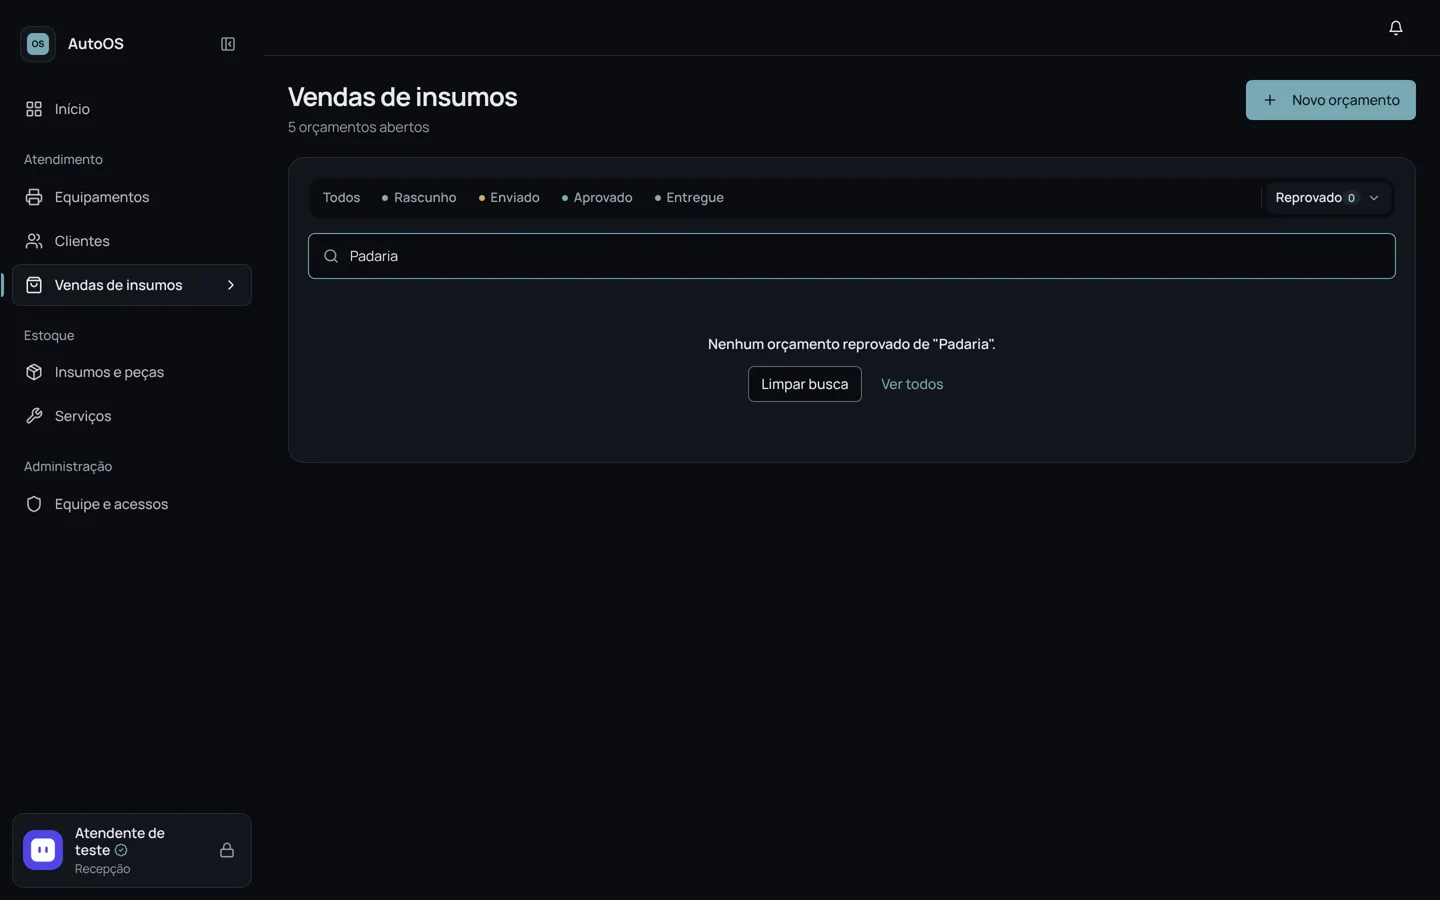 OS AutoOS
Início
Atendimento
Equipamentos
Clientes
Vendas de insumos
Estoque
Insumos e peças
Serviços
Administração
Equipe e acessos
Atendente de
teste
Recepção
Vendas de insumos
5 orçamentos abertos
Novo orçamento
Todos Rascunho Enviado Aprovado Entregue Reprovado 0
Padaria
Nenhum orçamento reprovado de "Padaria".
Limpar busca Ver todos